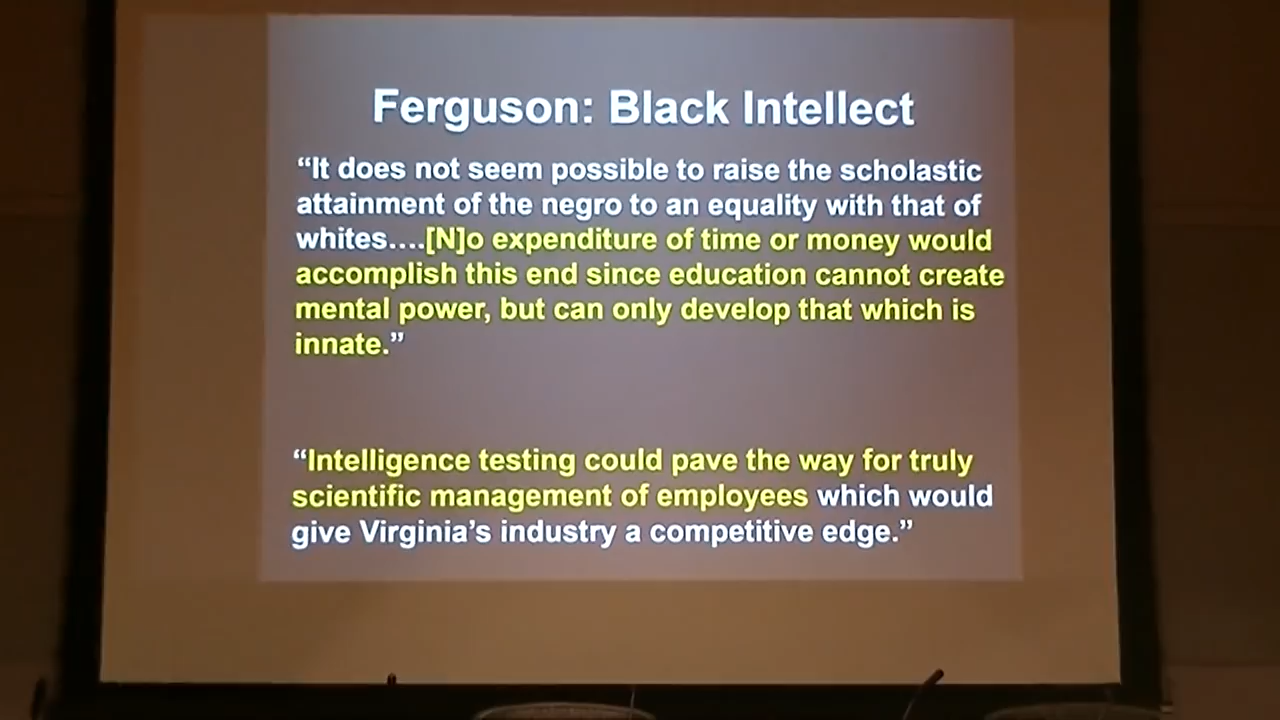 Ferguson: Black Intellect
“It does not seem possible to raise the scholastic
attainment of the negro to an equality with that of
whites….[N]o expenditure of time or money would
accomplish this end since education cannot create
mental power, but can only develop that which is
innate.”
“Intelligence testing could pave the way for truly
scientific management of employees which would
give Virginia’s industry a competitive edge.”